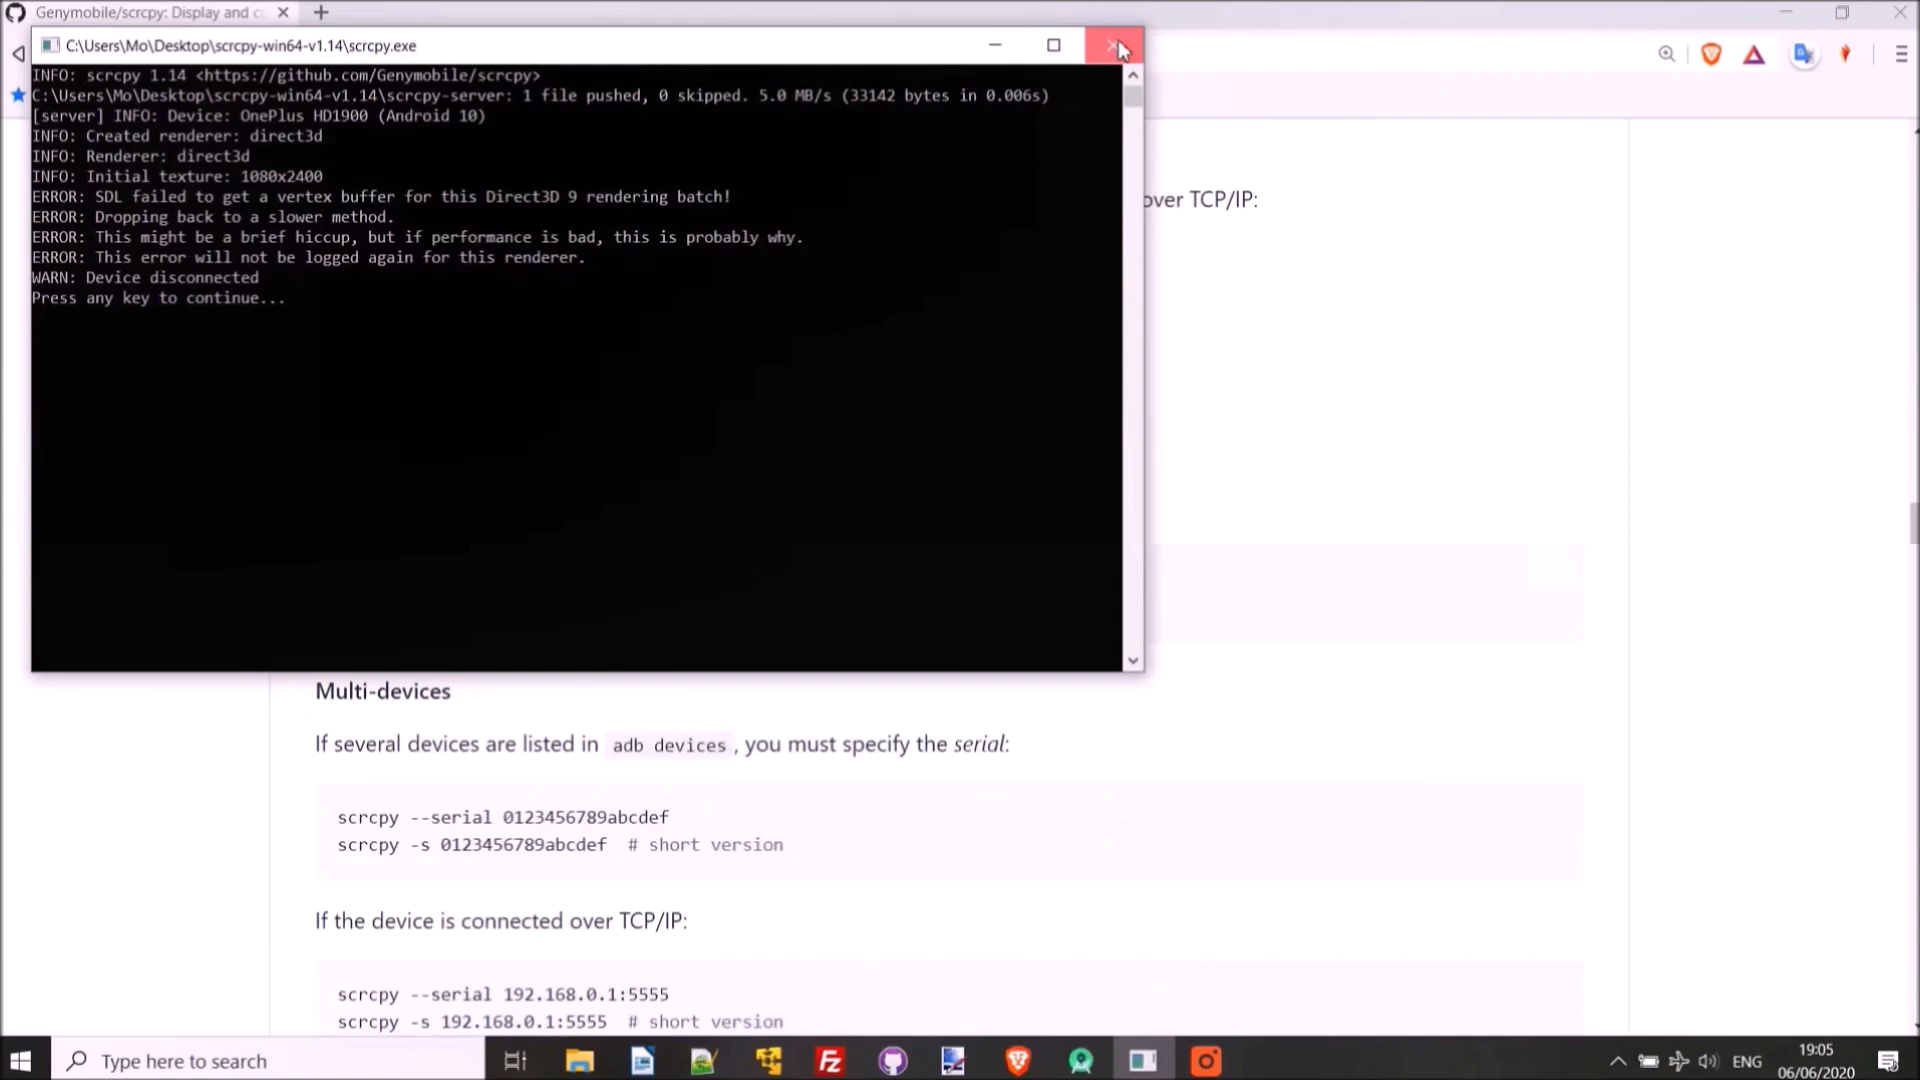 Genymobile/scrcpy: Display and c
C:\Users\Mo\Desktop\scrcpy-win64-v1.14\scrcpy.exe
INFO: scrcpy 1.14 <https://github.com/Genymobile/scrcpy>
C:\Users\Mo\Desktop\scrcpy-win64-v1.14\scrcpy-server: 1 file pushed, 0 skipped. 5.0 MB/s (33142 bytes in 0.006s)
[server] INFO: Device: OnePlus HD1900 (Android 10)
INFO: Created renderer: direct3d
INFO: Renderer: direct3d
INFO: Initial texture: 1080x2400
ERROR: SDL failed to get a vertex buffer for this Direct3D 9 rendering batch!
ERROR: Dropping back to a slower method.
ERROR: This might be a brief hiccup, but if performance is bad, this is probably why.
ERROR: This error will not be logged again for this renderer.
WARN: Device disconnected
Press any key to continue...
over TCP/IP:
Multi-devices
If several devices are listed in adb devices , you must specify the serial:
scrcpy --serial 0123456789abcdef
scrcpy -s 0123456789abcdef # short version
If the device is connected over TCP/IP:
scrcpy --serial 192.168.0.1:5555
scrcpy -s 192.168.0.1:5555 # short version
Type here to search
Fz
ENG
19:05
06/06/2020